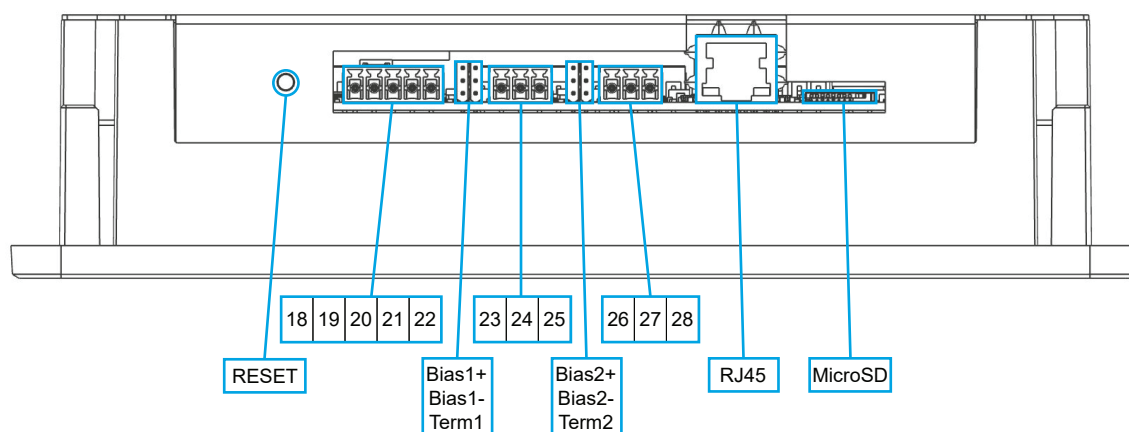 18 19 20 21 22
23 24 25
26 27 28
RESET
Bias1+
Bias1-
Term1
Bias2+
Bias2-
Term2
RJ45
MicroSD